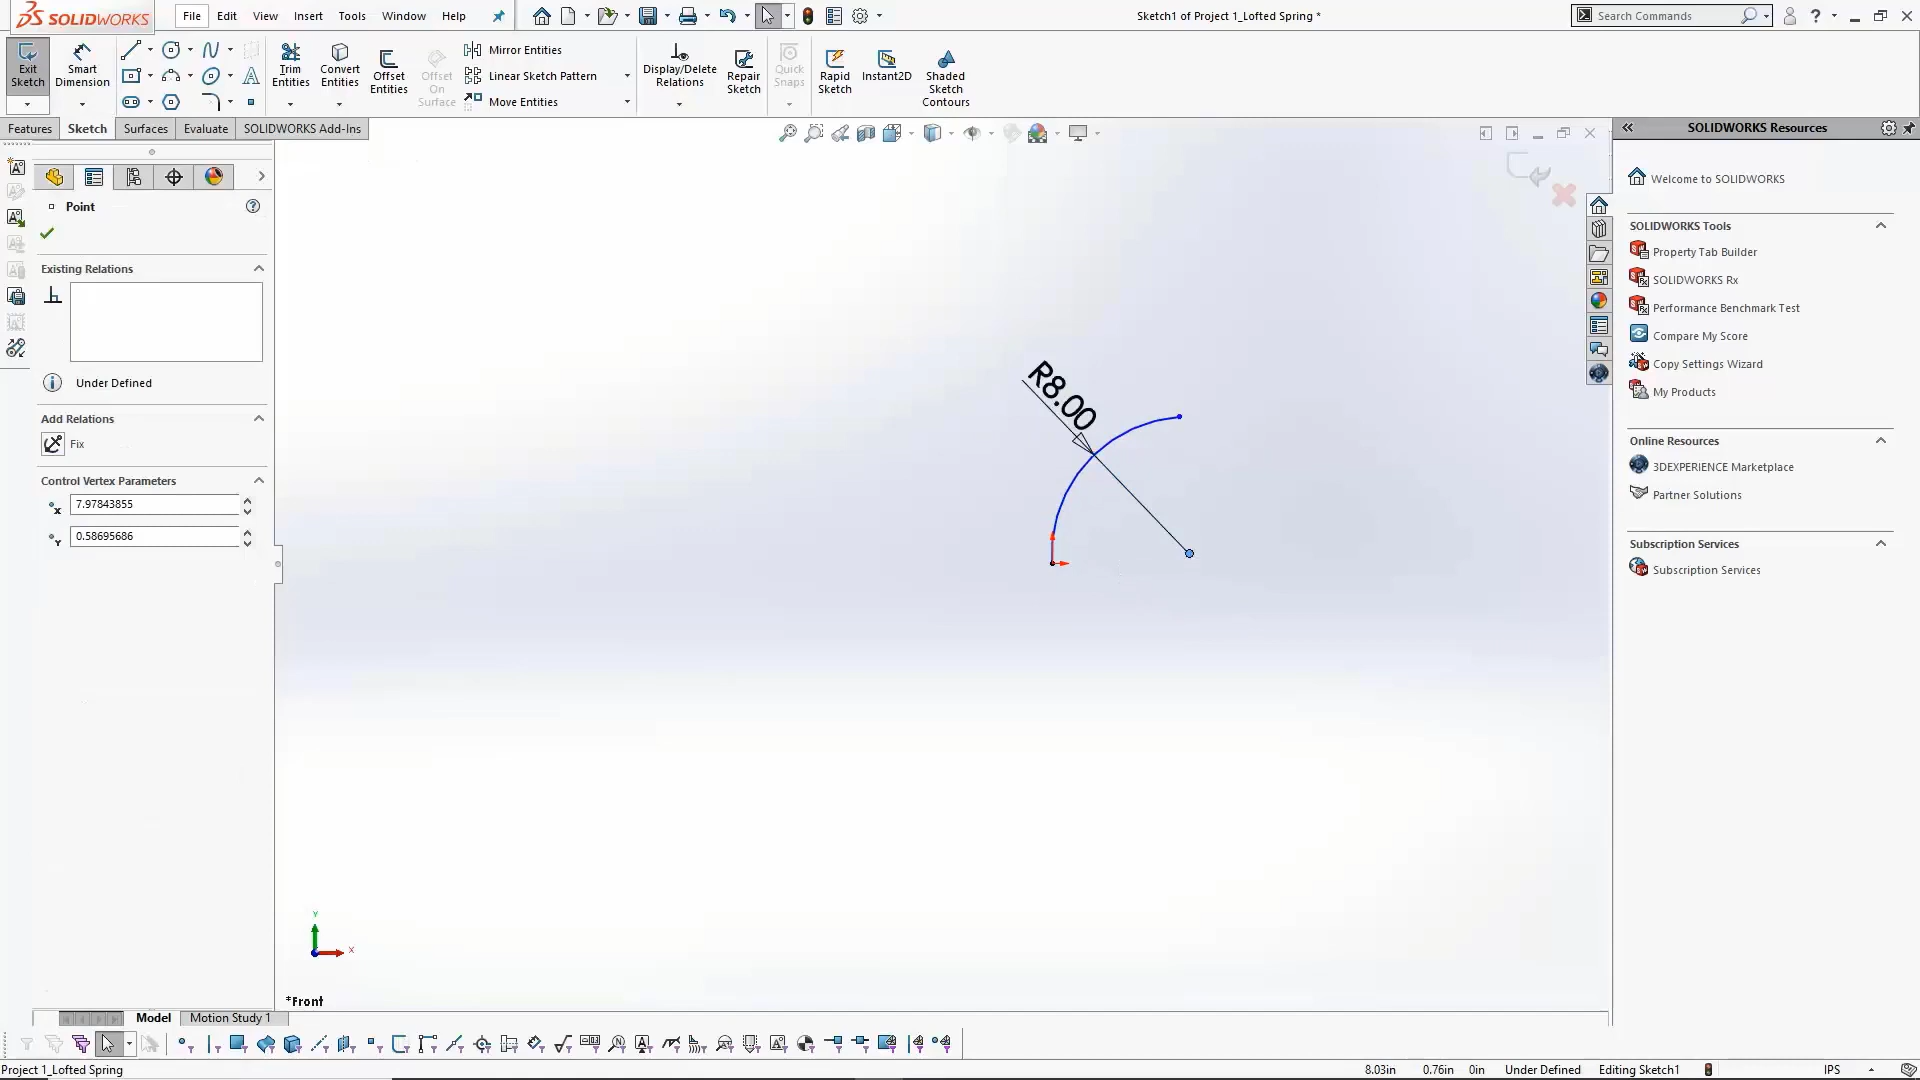 SOLIDWORKS
File Edit View Insert Tools Window Help
Sketch1 of Project 1_Lofted Spring *
Search Commands
Exit Sketch
Smart Dimension
Trim Entities
Convert Entities
Offset Entities
Offset On Surface
Mirror Entities
Linear Sketch Pattern
Move Entities
Display/Delete Relations
Repair Sketch
Quick Snaps
Rapid Sketch
Instant2D
Shaded Sketch Contours
Features Sketch Surfaces Evaluate SOLIDWORKS Add-Ins
Point
Existing Relations
Under Defined
Add Relations
Fix
Control Vertex Parameters
X 7.97843855
Y 0.58695686
R8.00
Y
X
*Front
SOLIDWORKS Resources
Welcome to SOLIDWORKS
SOLIDWORKS Tools
Property Tab Builder
SOLIDWORKS Rx
Performance Benchmark Test
Compare My Score
Copy Settings Wizard
My Products
Online Resources
3DEXPERIENCE Marketplace
Partner Solutions
Subscription Services
Subscription Services
Model Motion Study 1
Project 1_Lofted Spring
8.03in 0.76in 0in Under Defined Editing Sketch1 IPS